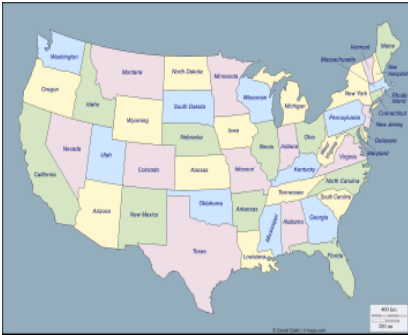 Washington
Montana
North Dakota
Minnesota
Oregon
Idaho
Wyoming
South Dakota
Wisconsin
Michigan
Vermont
Maine
Massachusetts
New Hampshire
New York
Rhode Island
Connecticut
New Jersey
Pennsylvania
Delaware
Maryland
Nevada
Utah
Colorado
Nebraska
Iowa
Illinois
Indiana
Ohio
West Virginia
Virginia
California
Kansas
Missouri
Kentucky
North Carolina
Tennessee
South Carolina
Arizona
New Mexico
Oklahoma
Arkansas
Mississippi
Alabama
Georgia
Texas
Louisiana
Florida